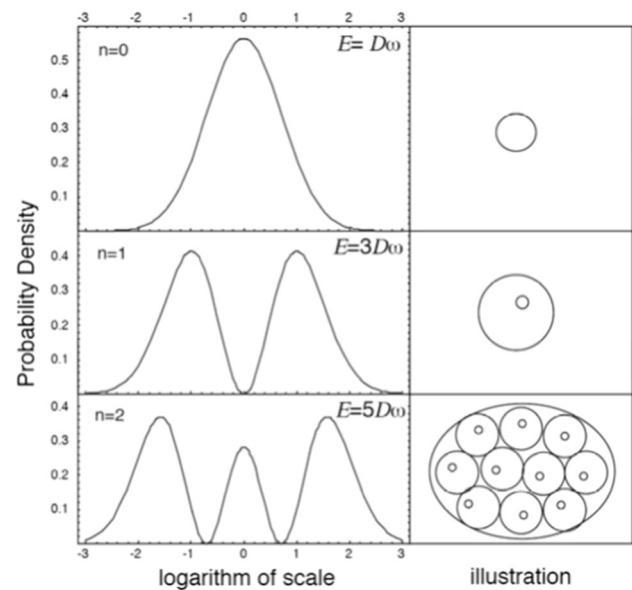 -3 -2 -1 0 1 2 3
n=0
E= Dω
0.5
0.4
0.3
0.2
0.1
n=1
E=3Dω
0.4
0.3
0.2
0.1
n=2
E=5Dω
0.4
0.3
0.2
0.1
-3 -2 -1 0 1 2 3
Probability Density
logarithm of scale
illustration